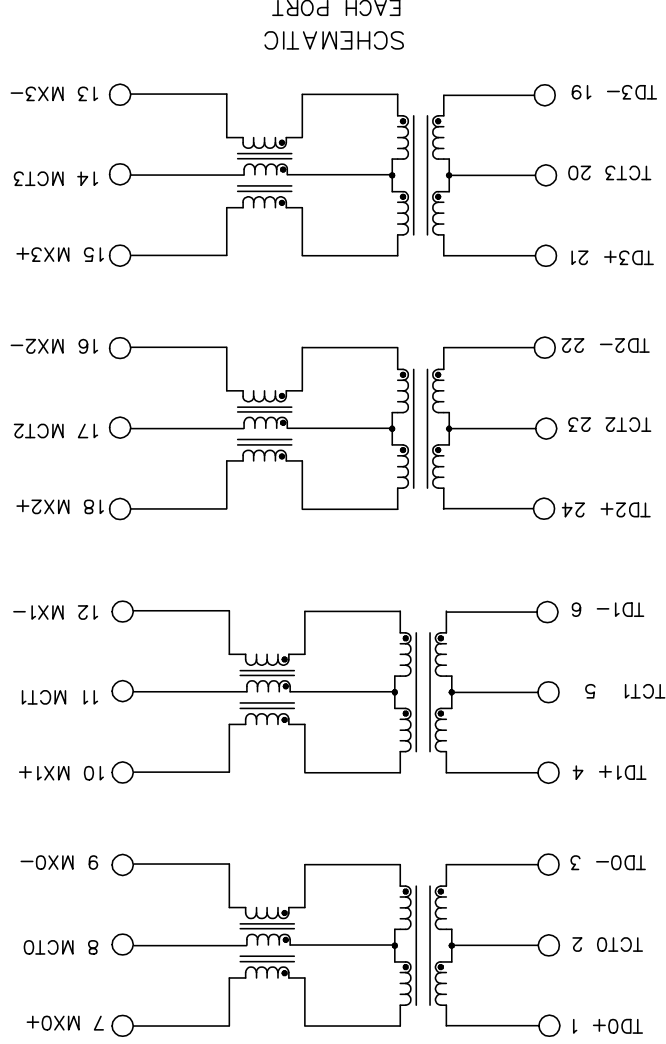 TD0+ 1 7 MX0+
TCT0 2 8 MCT0
TD0− 3 9 MX0−
TD1+ 4 10 MX1+
TCT1 5 11 MCT1
TD1− 6 12 MX1−
TD2+ 24 18 MX2+
TCT2 23 17 MCT2
TD2− 22 16 MX2−
TD3+ 21 15 MX3+
TCT3 20 14 MCT3
TD3− 19 13 MX3−
SCHEMATIC
EACH PORT